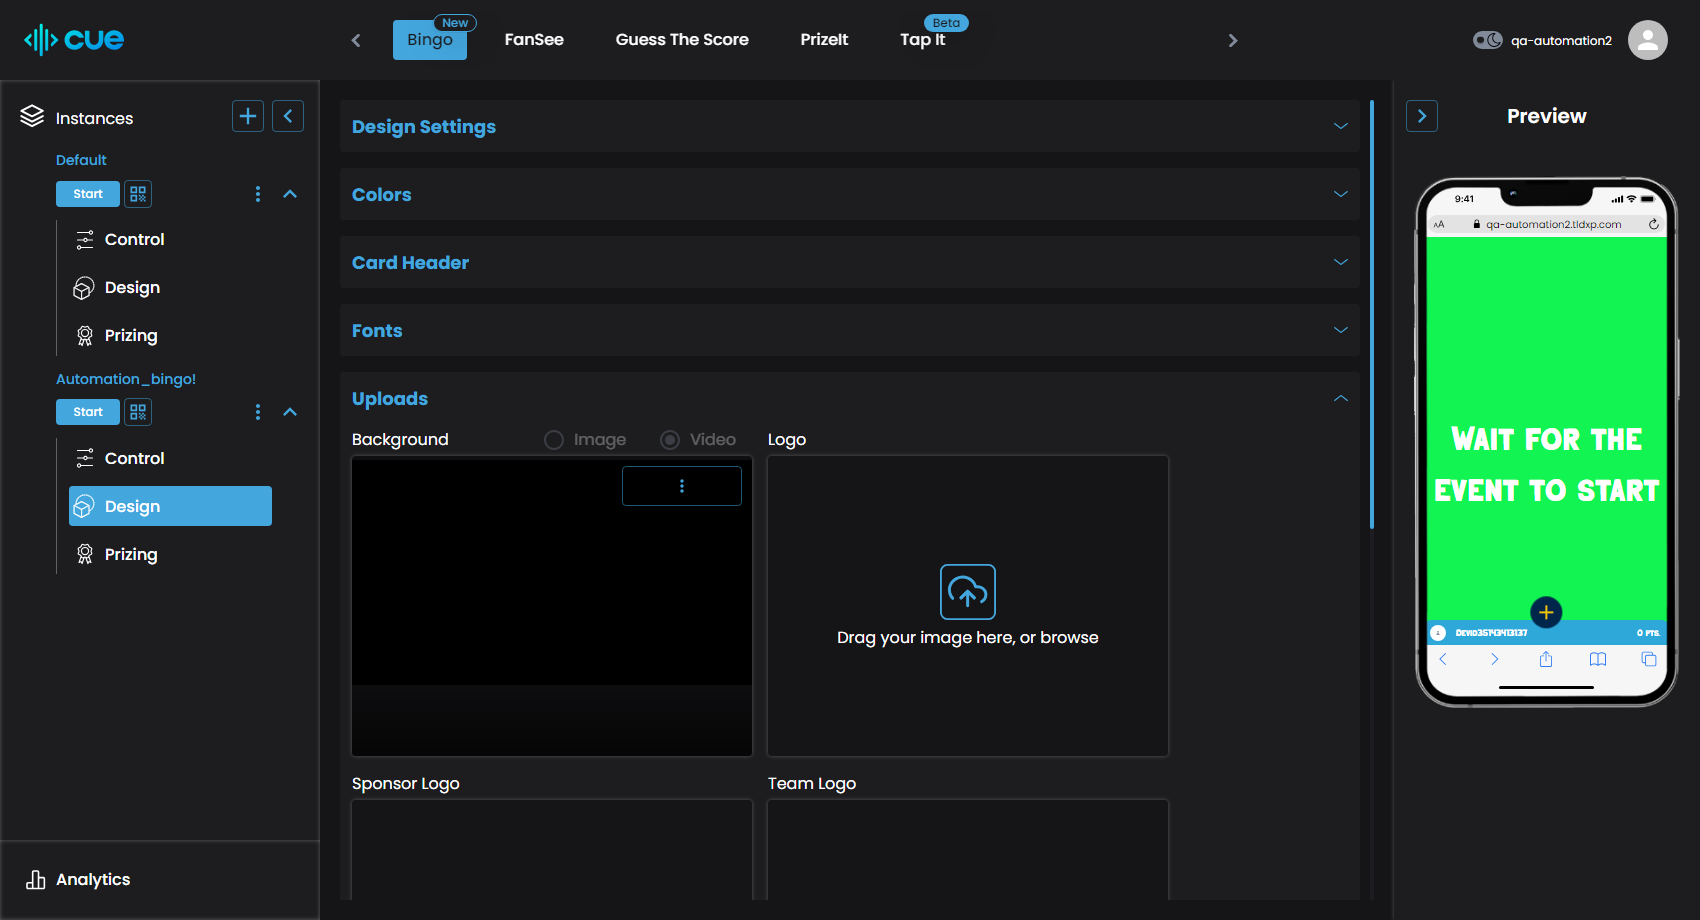 cue
Bingo
New
FanSee
Guess The Score
PrizeIt
Tap It
Beta
qa-automation2
Instances
Default
Start
Control
Design
Prizing
Automation_bingo!
Start
Control
Design
Prizing
Analytics
Design Settings
Colors
Card Header
Fonts
Uploads
Background
Image
Video
Logo
Drag your image here, or browse
Sponsor Logo
Team Logo
Preview
9:41
AA
qa-automation2.tldxp.com
WAIT FOR THE
EVENT TO START
DEVID35143413137
0 PTS.